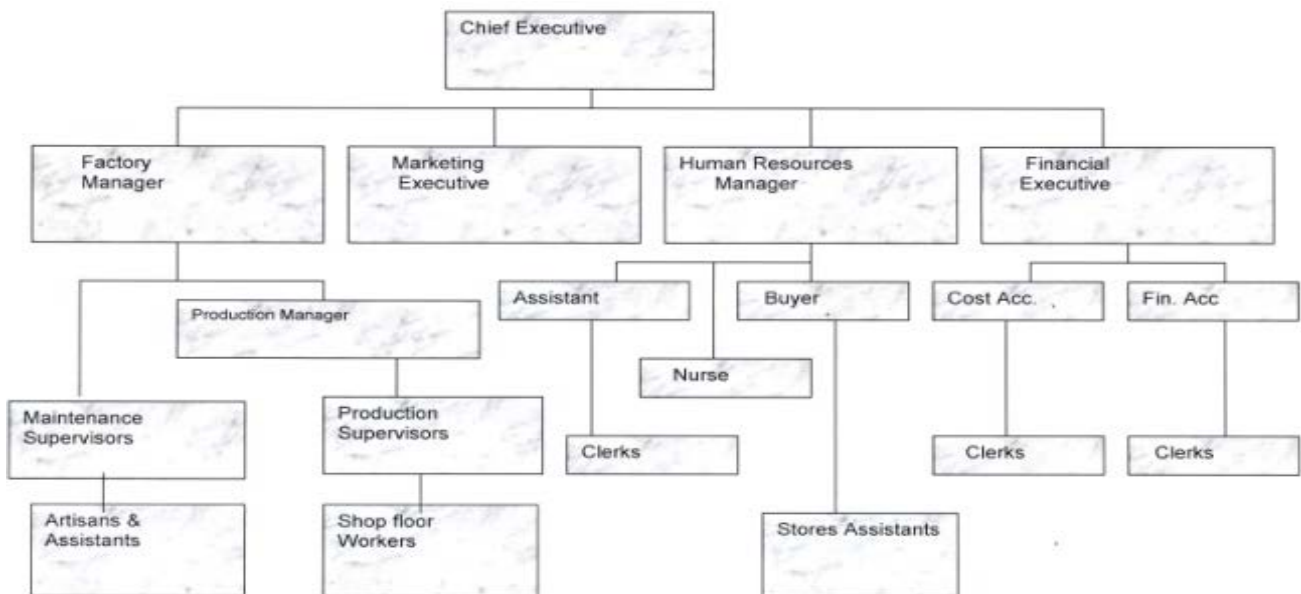 Chief Executive
Factory
Manager
Marketing
Executive
Human Resources
Manager
Financial
Executive
Assistant
Buyer
Cost Acc.
Fin. Acc
Production Manager
Nurse
Maintenance
Supervisors
Production
Supervisors
Clerks
Clerks
Clerks
Artisans &
Assistants
Shop floor
Workers
Stores Assistants